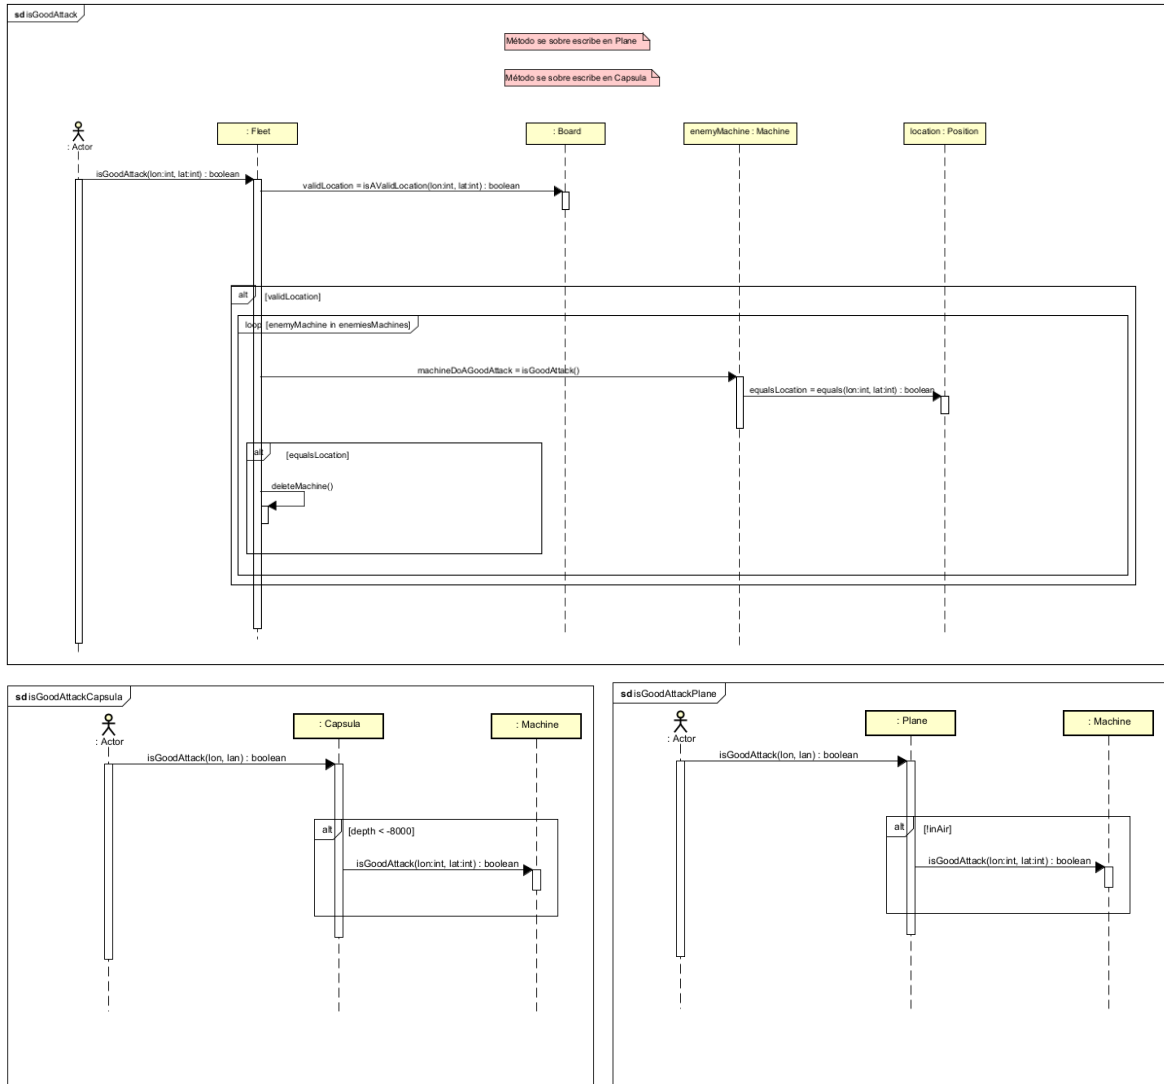 sd isGoodAttack
Método se sobre escribe en Plane
Método se sobre escribe en Capsula
: Actor
: Fleet
: Board
enemyMachine : Machine
location : Position
isGoodAttack(lon:int, lat:int) : boolean
validLocation = isAValidLocation(lon:int, lat:int) : boolean
alt [validLocation]
loop [enemyMachine in enemiesMachines]
machineDoAGoodAttack = isGoodAttack()
equalsLocation = equals(lon:int, lat:int) : boolean
alt [equalsLocation]
deleteMachine()
sd isGoodAttackCapsula
: Actor
: Capsula
: Machine
isGoodAttack(lon, lan) : boolean
alt [depth < -8000]
isGoodAttack(lon:int, lat:int) : boolean
sd isGoodAttackPlane
: Actor
: Plane
: Machine
isGoodAttack(lon, lan) : boolean
alt [!inAir]
isGoodAttack(lon:int, lat:int) : boolean